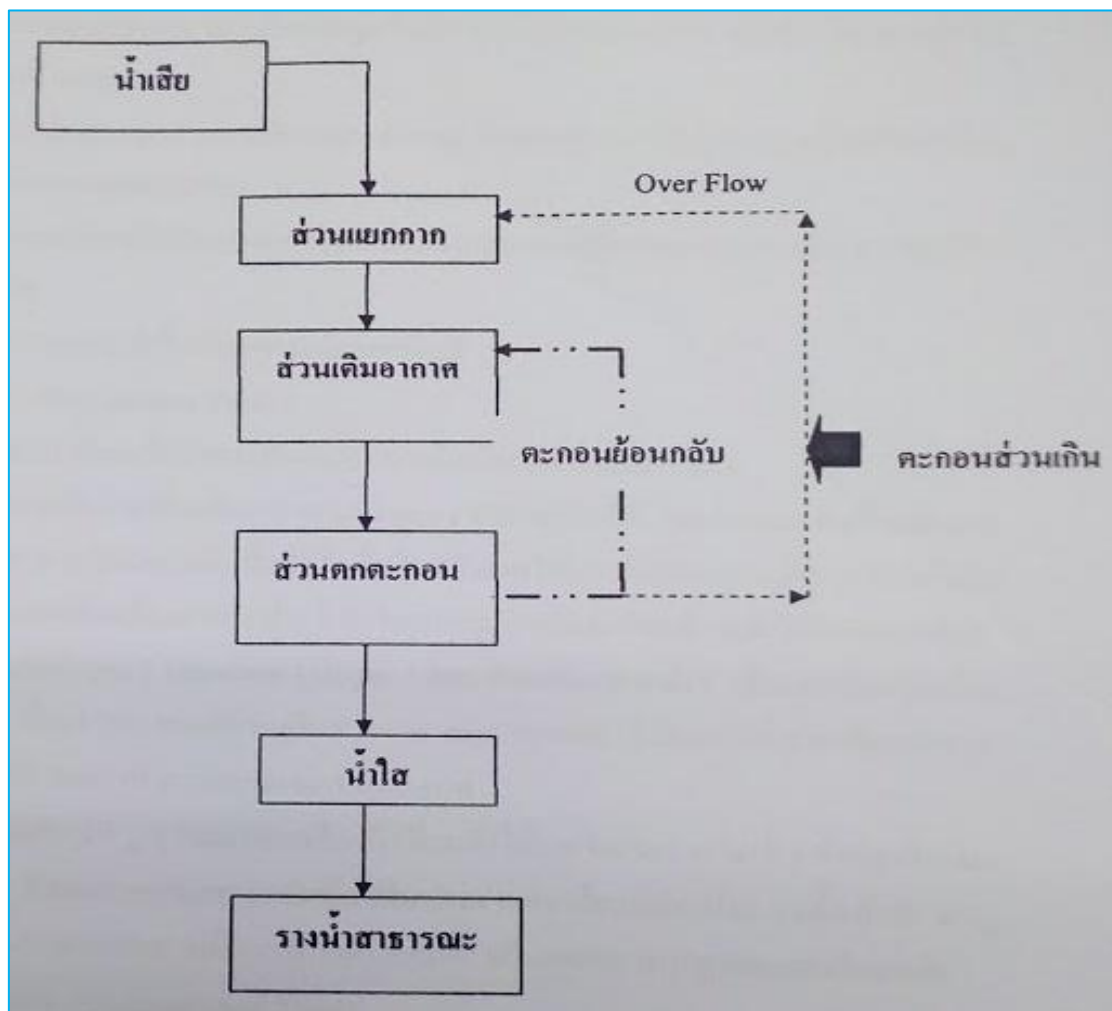 น้ำเสีย
Over Flow
ส่วนแยกกาก
ส่วนเติมอากาศ
ตะกอนย้อนกลับ
ตะกอนส่วนเกิน
ส่วนตกตะกอน
น้ำใส
รางน้ำสาธารณะ